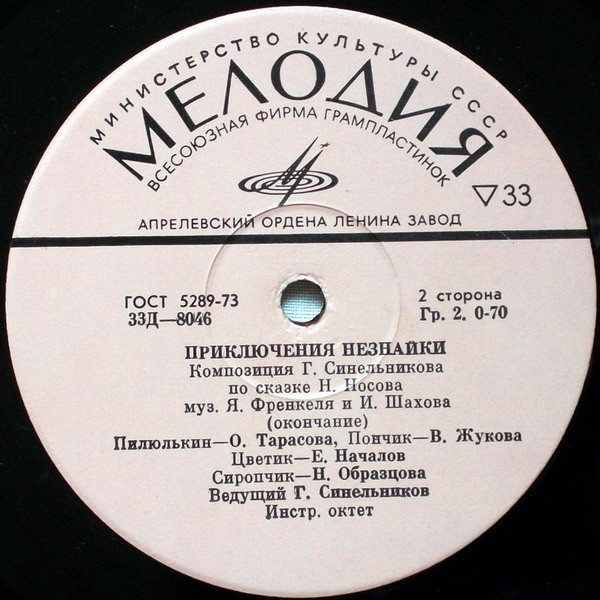 МИНИСТЕРСТВО КУЛЬТУРЫ СССР
МЕЛОДИЯ
ВСЕСОЮЗНАЯ ФИРМА ГРАМПЛАСТИНОК
▽33
АПРЕЛЕВСКИЙ ОРДЕНА ЛЕНИНА ЗАВОД
ГОСТ 5289-73
33Д—8046
2 сторона
Гр. 2. 0-70
ПРИКЛЮЧЕНИЯ НЕЗНАЙКИ
Композиция Г. Синельникова
по сказке Н. Носова
муз. Я. Френкеля и И. Шахова
(окончание)
Пилюлькин—О. Тарасова, Пончик—В. Жукова
Цветик—Е. Началов
Сиропчик—Н. Образцова
Ведущий Г. Синельников
Инстр. октет